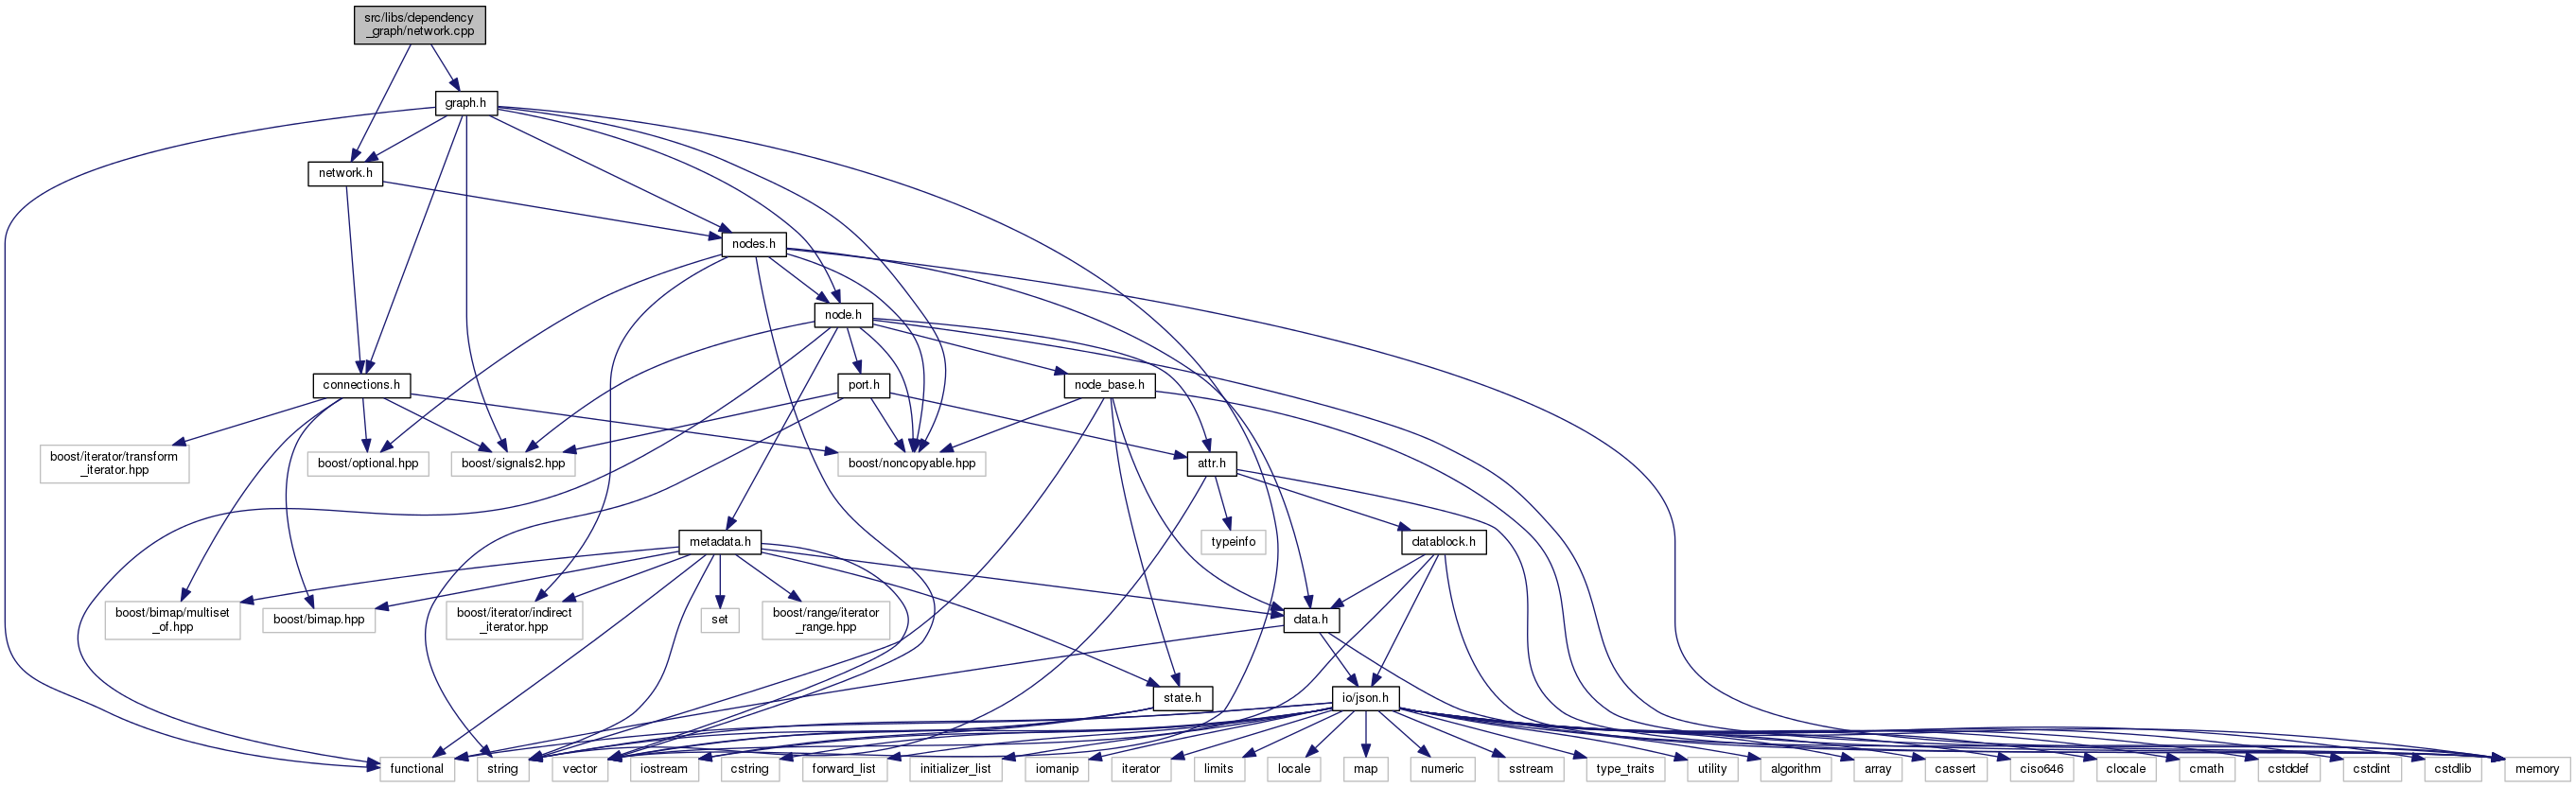 src/libs/dependency
_graph/network.cpp
graph.h
network.h
nodes.h
node.h
connections.h
port.h
node_base.h
boost/iterator/transform
_iterator.hpp
boost/optional.hpp
boost/signals2.hpp
boost/noncopyable.hpp
attr.h
metadata.h
typeinfo
datablock.h
boost/bimap/multiset
_of.hpp
boost/bimap.hpp
boost/iterator/indirect
_iterator.hpp
set
boost/range/iterator
_range.hpp
data.h
state.h
io/json.h
functional
string
vector
iostream
cstring
forward_list
initializer_list
iomanip
iterator
limits
locale
map
numeric
sstream
type_traits
utility
algorithm
array
cassert
ciso646
clocale
cmath
cstddef
cstdint
cstdlib
memory